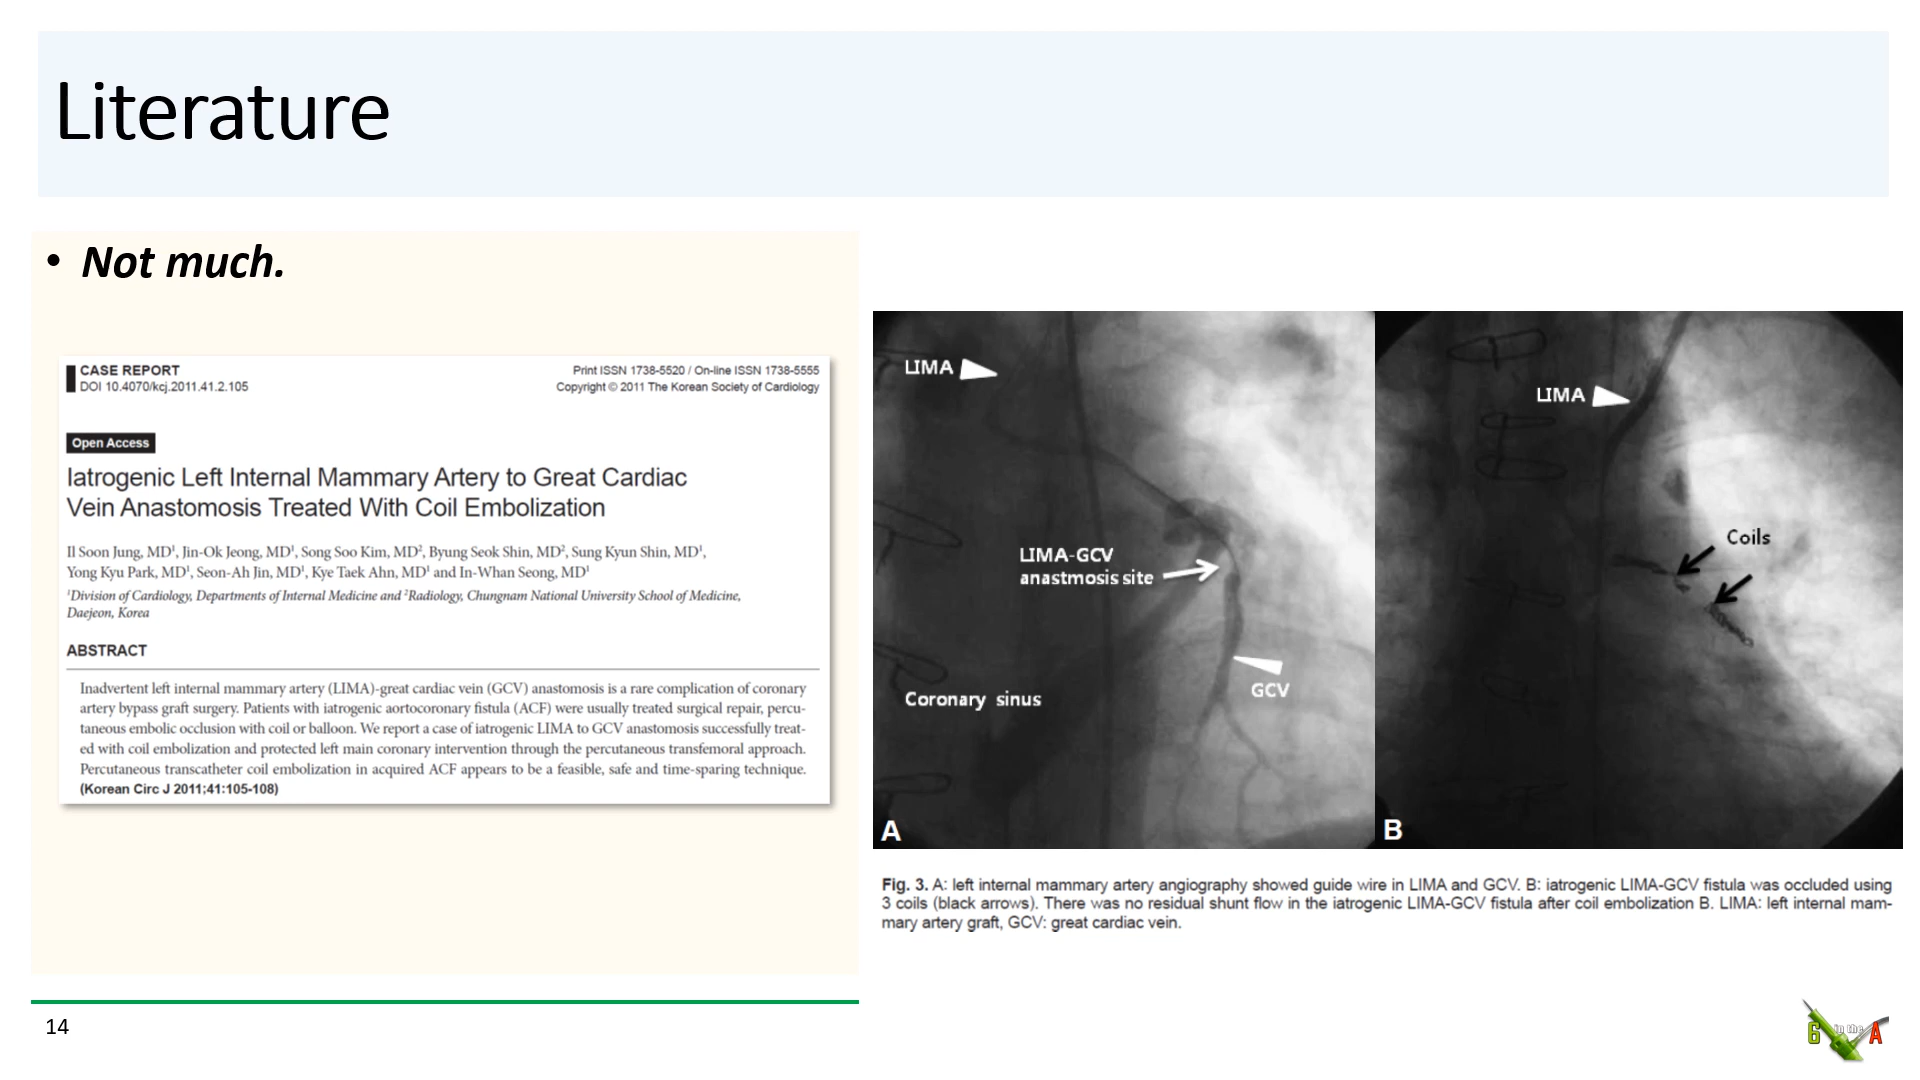 Literature
• Not much.
CASE REPORT
DOI 10.4070/kcj.2011.41.2.105
Print ISSN 1738-5520 / On-line ISSN 1738-5555
Copyright © 2011 The Korean Society of Cardiology
Open Access
Iatrogenic Left Internal Mammary Artery to Great Cardiac
Vein Anastomosis Treated With Coil Embolization
Il Soon Jung, MD¹, Jin-Ok Jeong, MD¹, Song Soo Kim, MD², Byung Seok Shin, MD², Sung Kyun Shin, MD¹,
Yong Kyu Park, MD¹, Seon-Ah Jin, MD¹, Kye Taek Ahn, MD¹ and In-Whan Seong, MD¹
¹Division of Cardiology, Departments of Internal Medicine and ²Radiology, Chungnam National University School of Medicine,
Daejeon, Korea
ABSTRACT
Inadvertent left internal mammary artery (LIMA)-great cardiac vein (GCV) anastomosis is a rare complication of coronary
artery bypass graft surgery. Patients with iatrogenic aortocoronary fistula (ACF) were usually treated surgical repair, percu-
taneous embolic occlusion with coil or balloon. We report a case of iatrogenic LIMA to GCV anastomosis successfully treat-
ed with coil embolization and protected left main coronary intervention through the percutaneous transfemoral approach.
Percutaneous transcatheter coil embolization in acquired ACF appears to be a feasible, safe and time-sparing technique.
(Korean Circ J 2011;41:105-108)
LIMA
LIMA-GCV
anastmosis site
GCV
Coronary sinus
A
LIMA
Coils
B
Fig. 3. A: left internal mammary artery angiography showed guide wire in LIMA and GCV. B: iatrogenic LIMA-GCV fistula was occluded using
3 coils (black arrows). There was no residual shunt flow in the iatrogenic LIMA-GCV fistula after coil embolization B. LIMA: left internal mam-
mary artery graft, GCV: great cardiac vein.
14
6 in the A